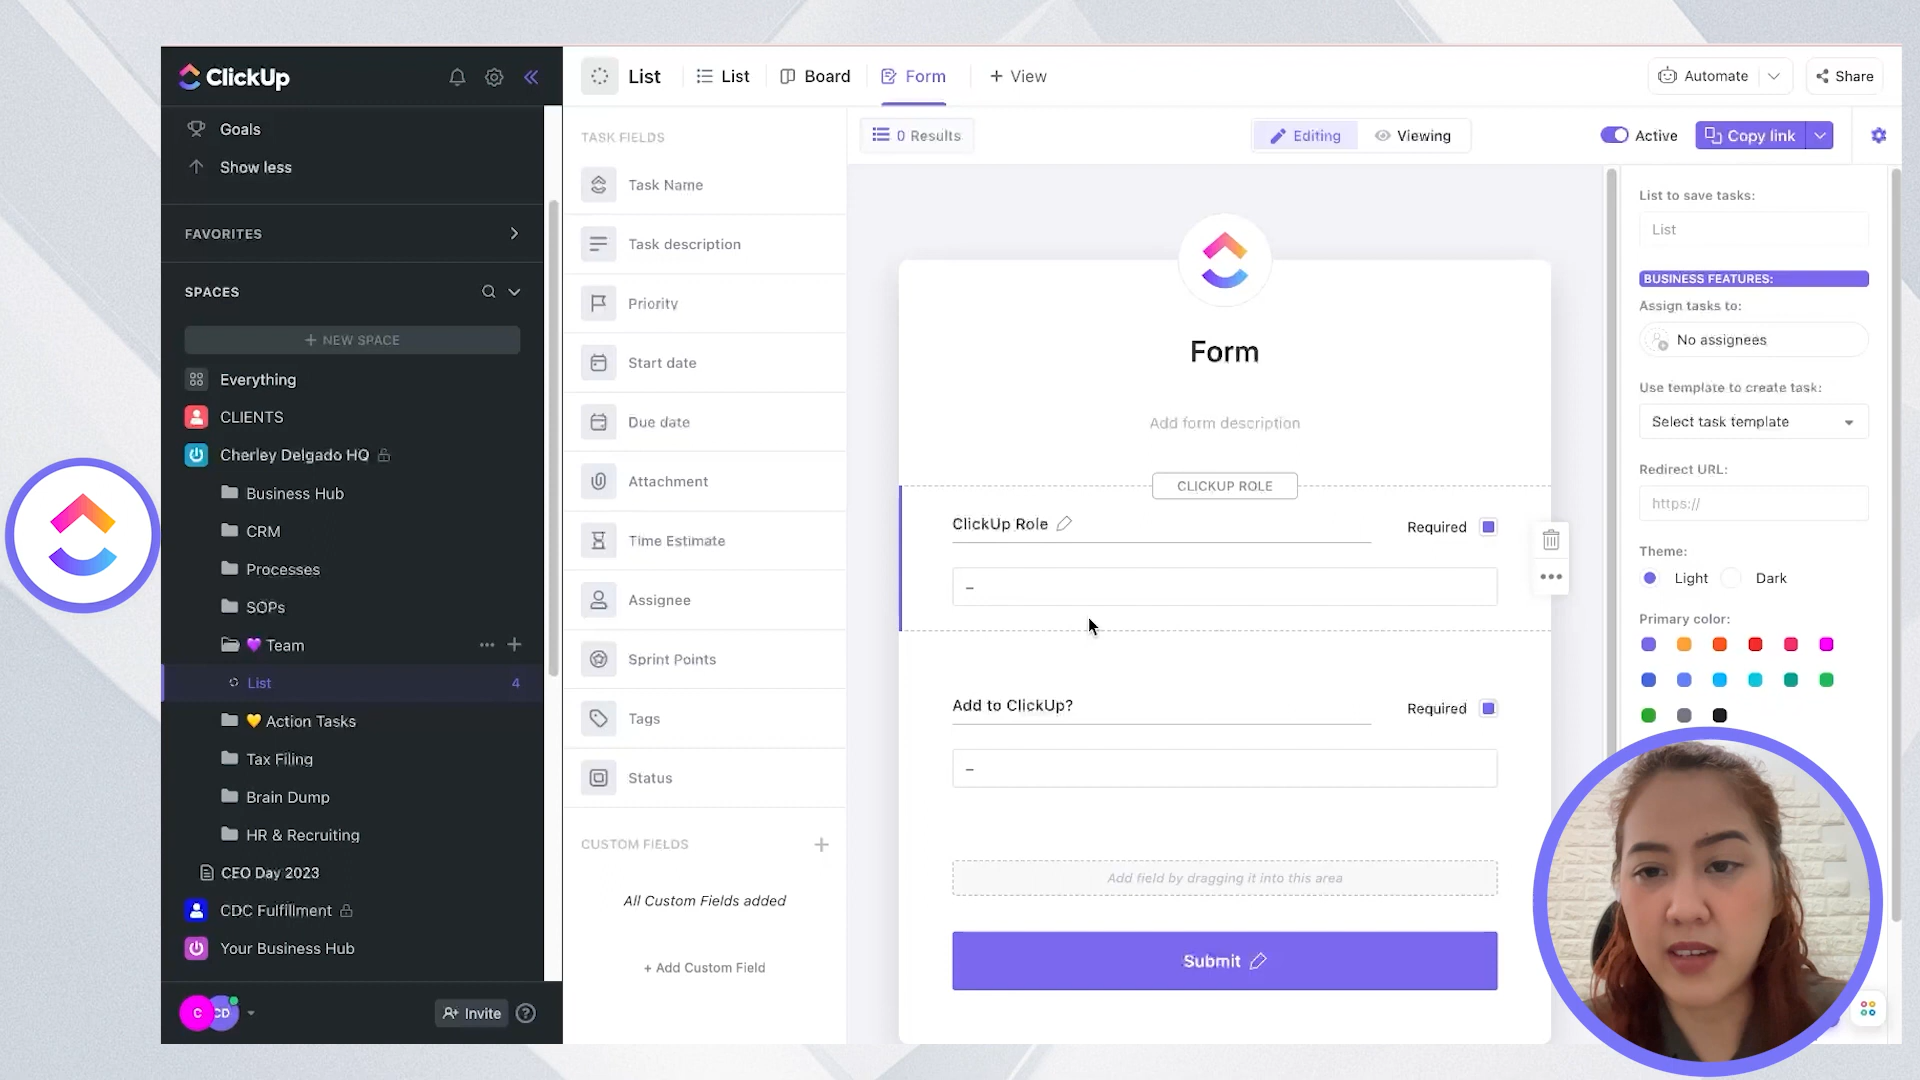 ClickUp
Goals
Show less
FAVORITES
SPACES
+ NEW SPACE
Everything
CLIENTS
Cherley Delgado HQ
Business Hub
CRM
Processes
SOPs
💜 Team
List
4
💛 Action Tasks
Tax Filing
Brain Dump
HR & Recruiting
CEO Day 2023
CDC Fulfillment
Your Business Hub
C
CD
Invite
List
List
Board
Form
+ View
Automate
Share
TASK FIELDS
Task Name
Task description
Priority
Start date
Due date
Attachment
Time Estimate
Assignee
Sprint Points
Tags
Status
CUSTOM FIELDS
All Custom Fields added
+ Add Custom Field
0 Results
Editing
Viewing
Active
Copy link
Form
Add form description
CLICKUP ROLE
ClickUp Role
Required
–
Add to ClickUp?
Required
–
Add field by dragging it into this area
Submit
List to save tasks:
List
BUSINESS FEATURES:
Assign tasks to:
No assignees
Use template to create task:
Select task template
Redirect URL:
https://
Theme:
Light
Dark
Primary color: